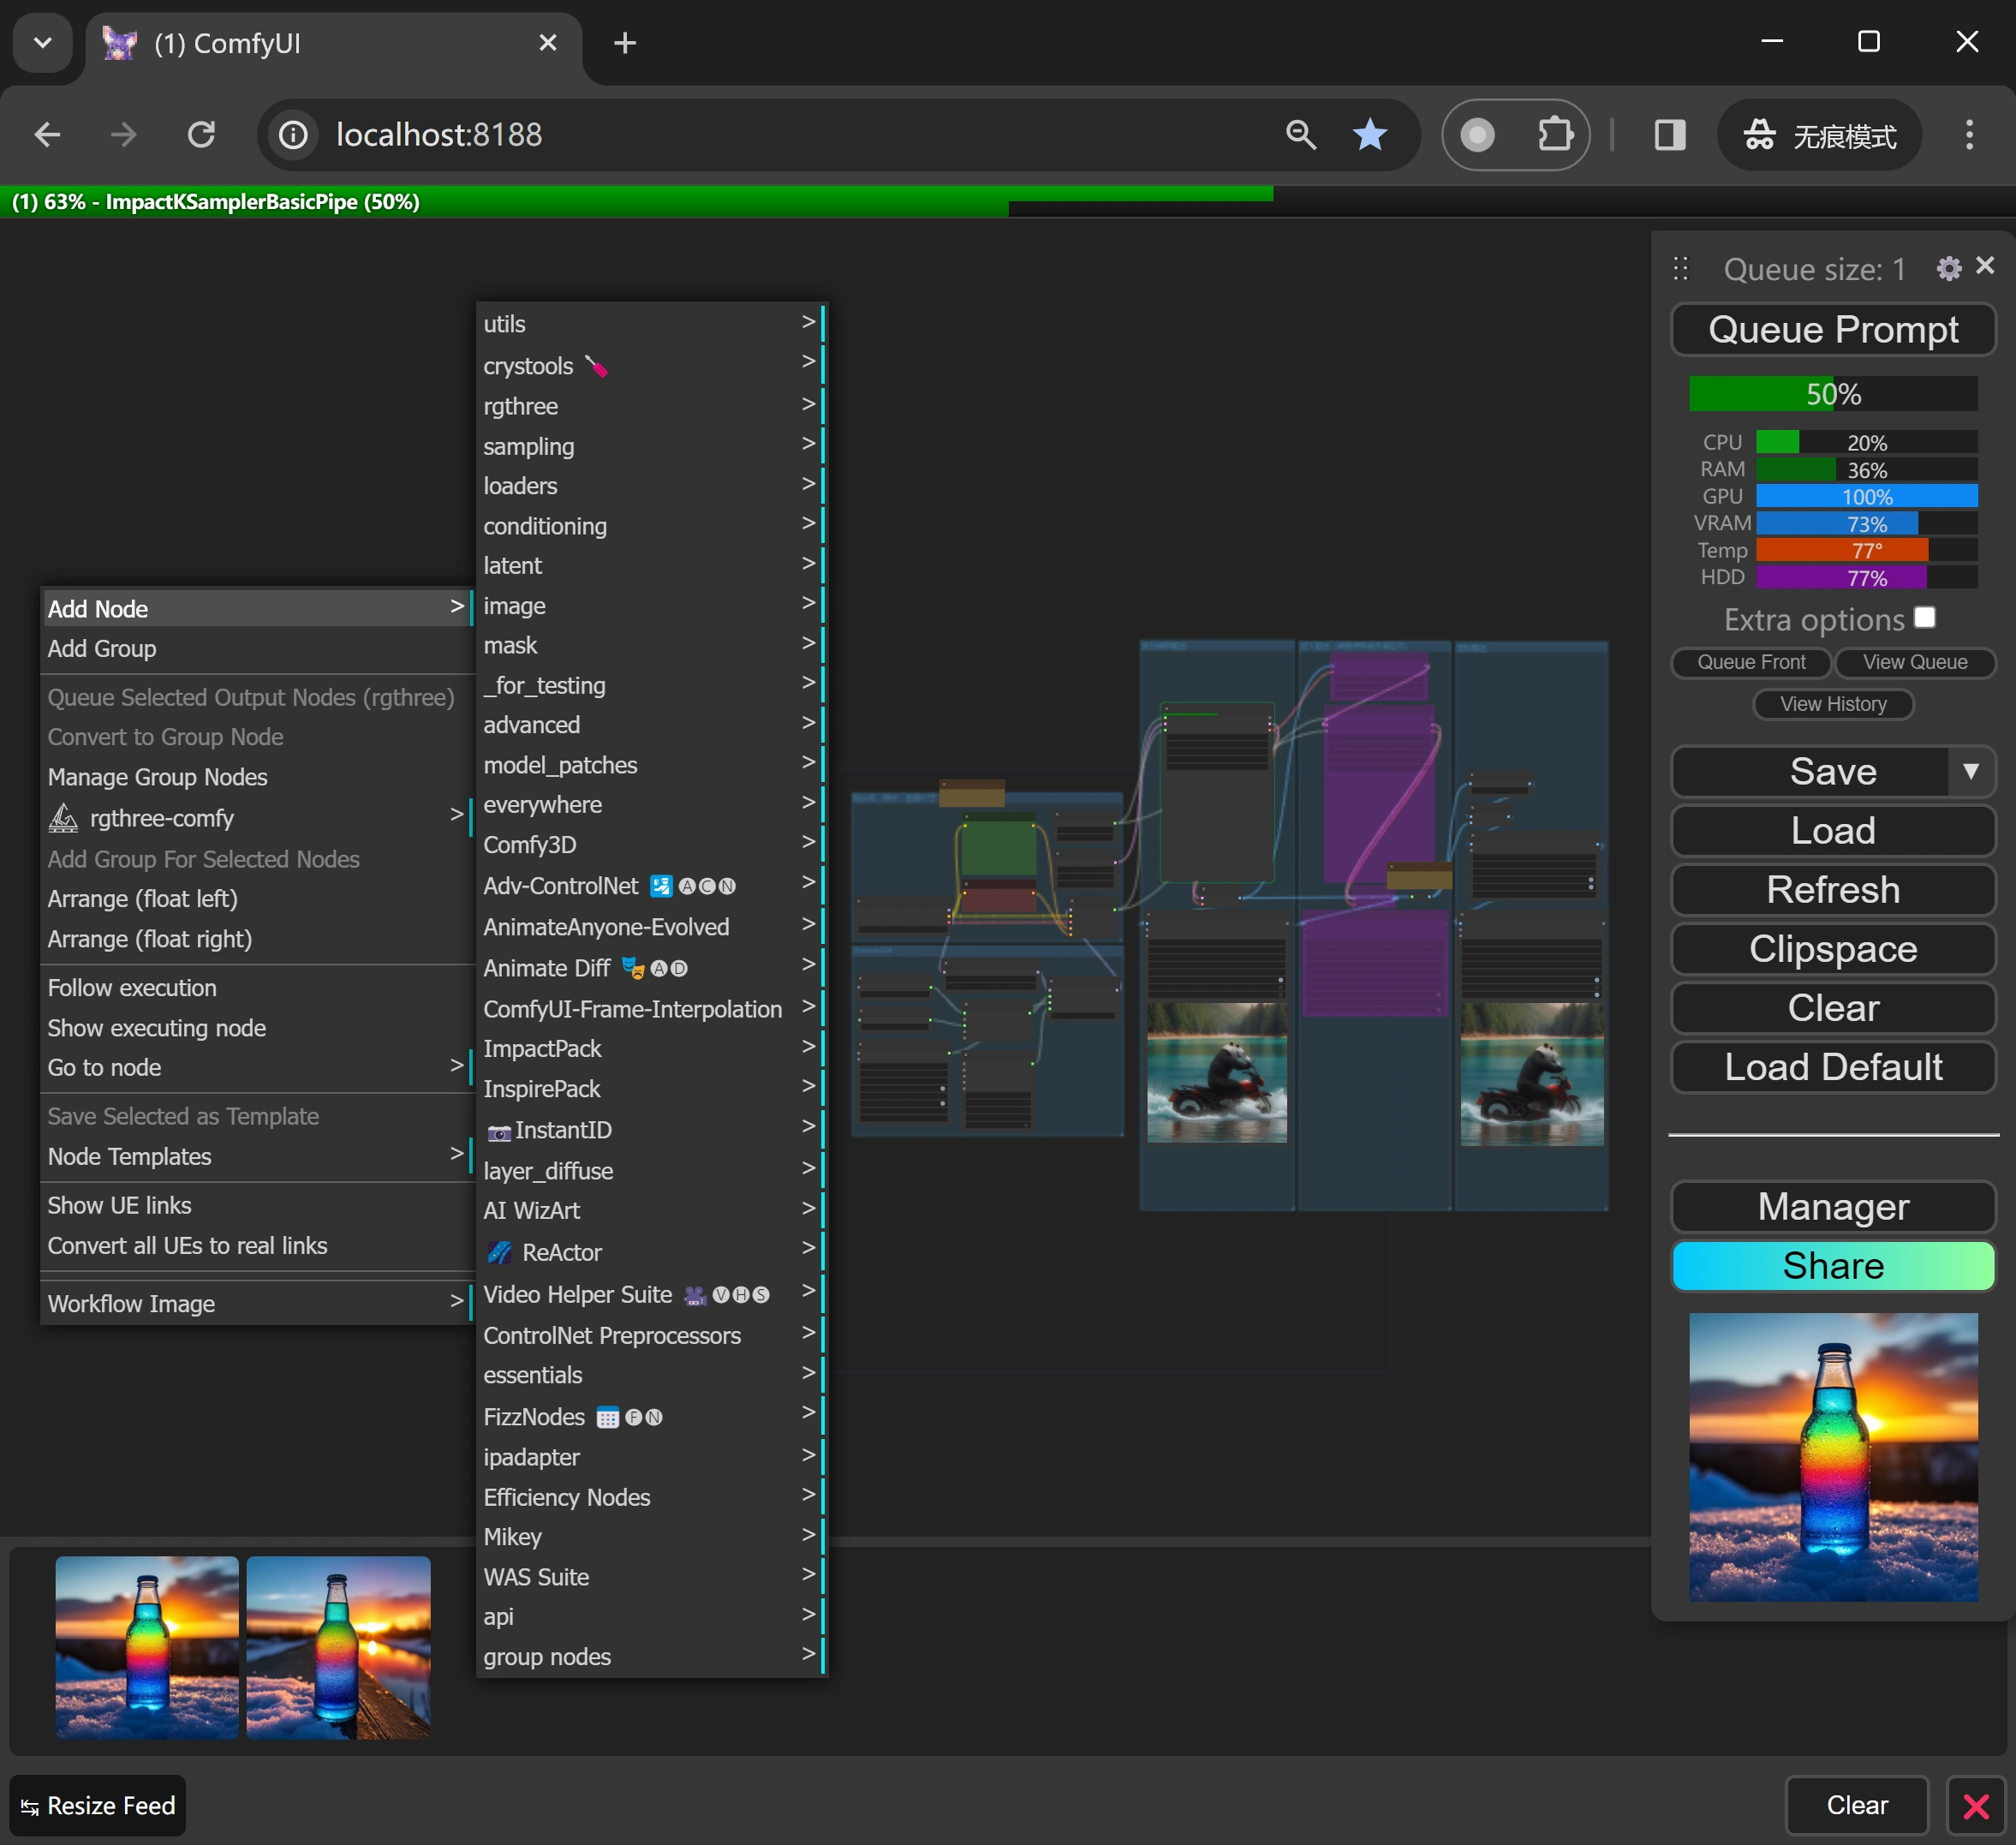 (1) ComfyUI
localhost:8188
无痕模式
(1) 63% - ImpactKSamplerBasicPipe (50%)
Add Node >
Add Group
Queue Selected Output Nodes (rgthree)
Convert to Group Node
Manage Group Nodes
rgthree-comfy >
Add Group For Selected Nodes
Arrange (float left)
Arrange (float right)
Follow execution
Show executing node
Go to node >
Save Selected as Template
Node Templates >
Show UE links
Convert all UEs to real links
Workflow Image >
utils >
crystools >
rgthree >
sampling >
loaders >
conditioning >
latent >
image >
mask >
_for_testing >
advanced >
model_patches >
everywhere >
Comfy3D >
Adv-ControlNet 🛂🅐🅒🅝 >
AnimateAnyone-Evolved >
Animate Diff 🎭🅐🅓 >
ComfyUI-Frame-Interpolation >
ImpactPack >
InspirePack >
📷InstantID >
layer_diffuse >
AI WizArt >
🌌 ReActor >
Video Helper Suite 🎥🅥🅗🅢 >
ControlNet Preprocessors >
essentials >
FizzNodes 📅🅕🅝 >
ipadapter >
Efficiency Nodes >
Mikey >
WAS Suite >
api >
group nodes >
Queue size: 1
Queue Prompt
50%
CPU 20%
RAM 36%
GPU 100%
VRAM 73%
Temp 77°
HDD 77%
Extra options
Queue Front
View Queue
View History
Save ▼
Load
Refresh
Clipspace
Clear
Load Default
Manager
Share
Resize Feed
Clear